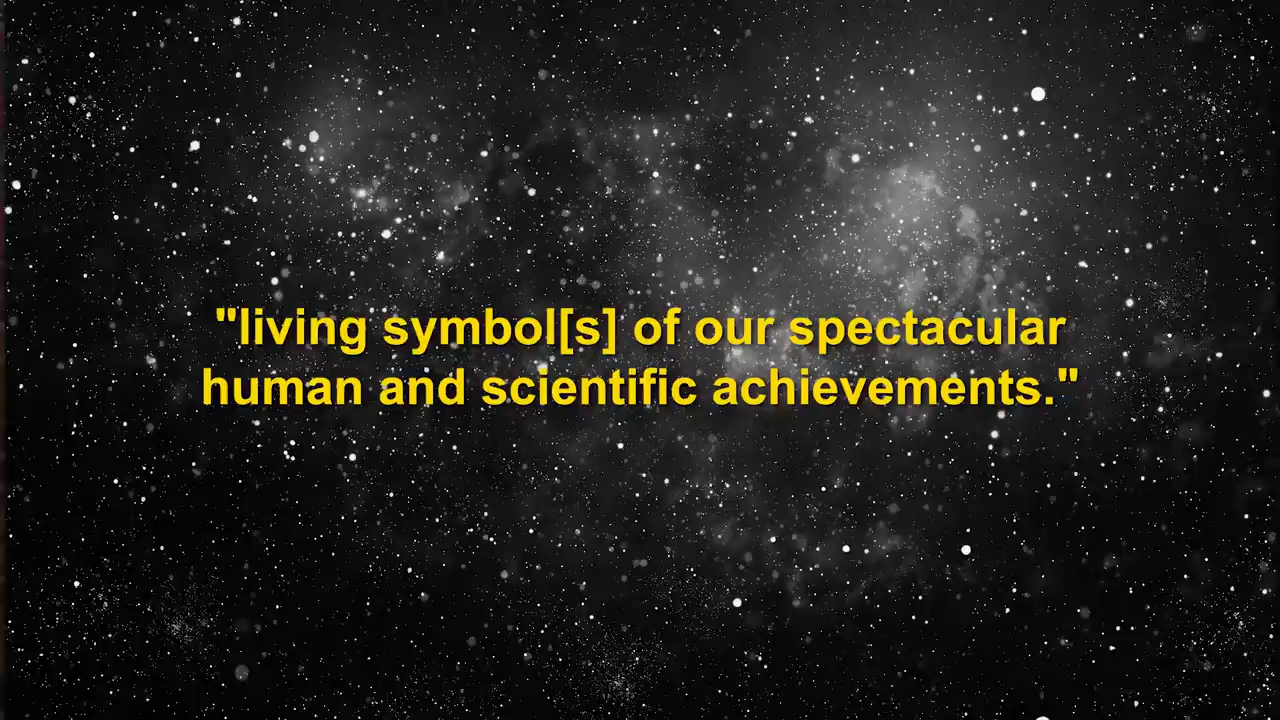 "living symbol[s] of our spectacular
human and scientific achievements."